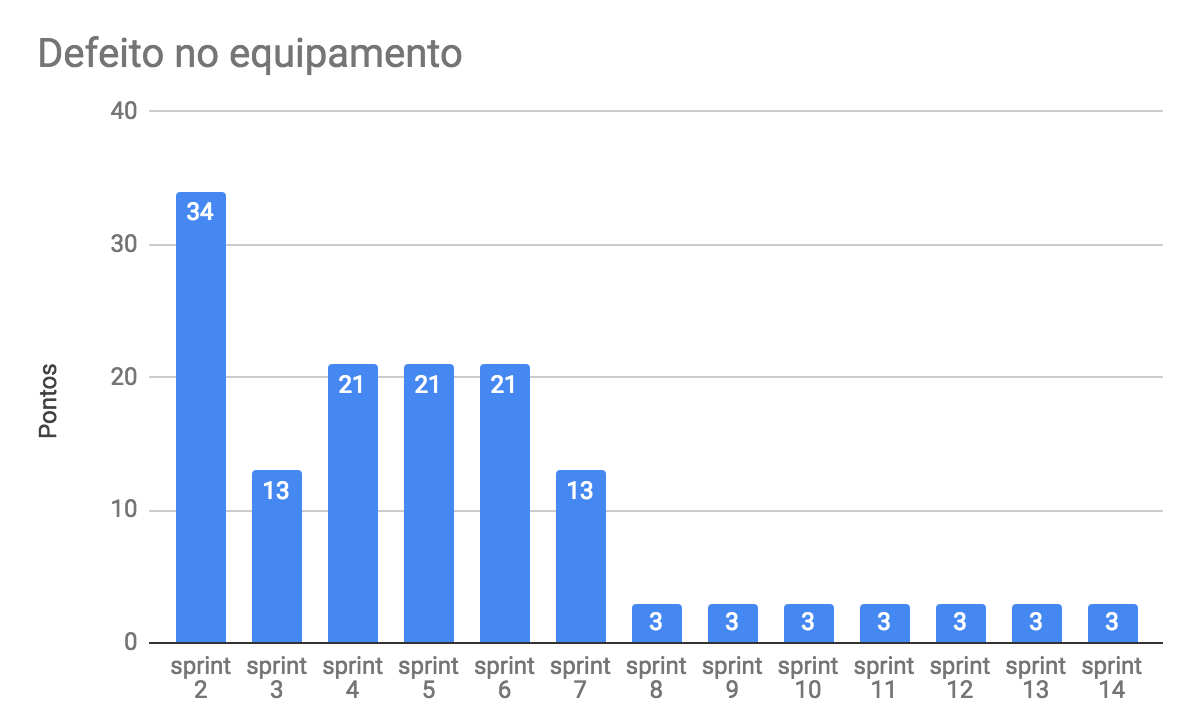 Defeito no equipamento
40
30
20
10
0
Pontos
34
13
21
21
21
13
3
3
3
3
3
3
3
sprint 2
sprint 3
sprint 4
sprint 5
sprint 6
sprint 7
sprint 8
sprint 9
sprint 10
sprint 11
sprint 12
sprint 13
sprint 14